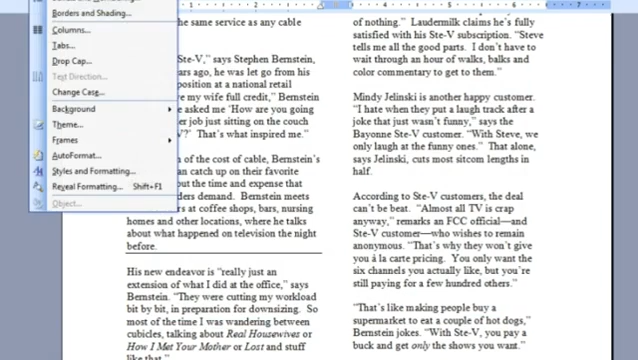 Borders and Shading...
Columns...
Tabs...
Drop Cap...
Text Direction...
Change Case...
Background
Theme...
Frames
AutoFormat...
Styles and Formatting...
Reveal Formatting... Shift+F1
Object...
the same service as any cable
Ste-V," says Stephen Bernstein,
ars ago, he was let go from his
position at a national retail
ve my wife full credit," Bernstein
e asked me 'How are you going
r job just sitting on the couch
V?' That's what inspired me."
of the cost of cable, Bernstein's
an catch up on their favorite
out the time and expense that
ders demand. Bernstein meets
rs at coffee shops, bars, nursing
homes and other locations, where he talks
about what happened on television the night
before.
His new endeavor is "really just an
extension of what I did at the office," says
Bernstein. "They were cutting my workload
bit by bit, in preparation for downsizing. So
most of the time I was wandering between
cubicles, talking about Real Housewives or
How I Met Your Mother or Lost and stuff
like that."
of nothing." Laudermilk claims he's fully
satisfied with his Ste-V subscription. "Steve
tells me all the good parts. I don't have to
wait through an hour of walks, balks and
color commentary to get to them."
Mindy Jelinski is another happy customer.
"I hate when they put a laugh track after a
joke that just wasn't funny," says the
Bayonne Ste-V customer. "With Steve, we
only laugh at the funny ones." That alone,
says Jelinski, cuts most sitcom lengths in
half.
According to Ste-V customers, the deal
can't be beat. "Almost all TV is crap
anyway," remarks an FCC official—and
Ste-V customer—who wishes to remain
anonymous. "That's why they won't give
you à la carte pricing. You only want the
six channels you actually like, but you're
still paying for a few hundred others."
"That's like making people buy a
supermarket to eat a couple of hot dogs,"
Bernstein jokes. "With Ste-V, you pay a
buck and get only the shows you want."